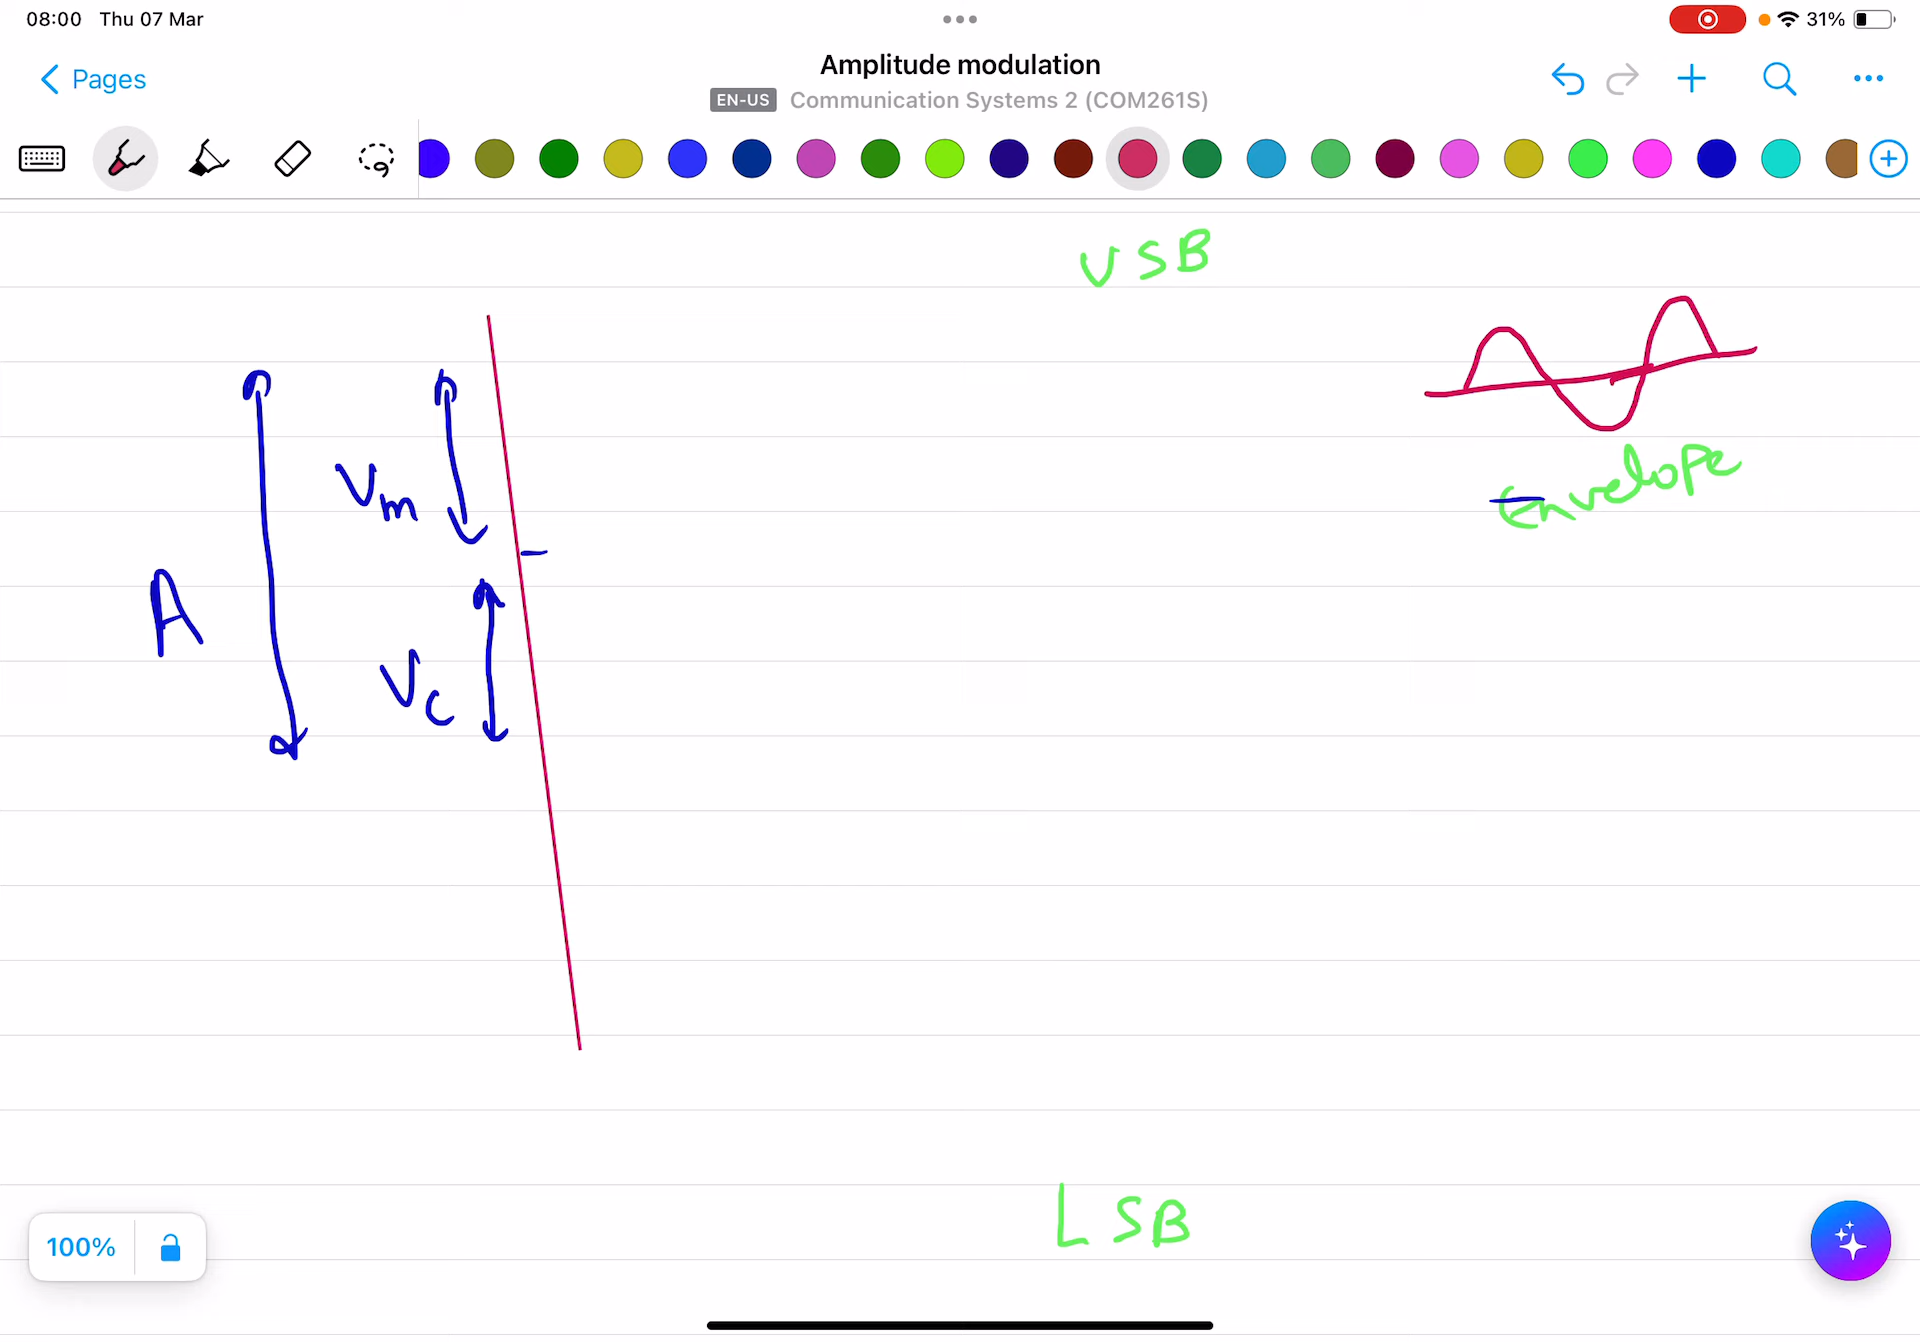 08:00 Thu 07 Mar
31%
Pages
Amplitude modulation
EN-US Communication Systems 2 (COM261S)
USB
Vm
Envelope
A
Vc
LSB
100%